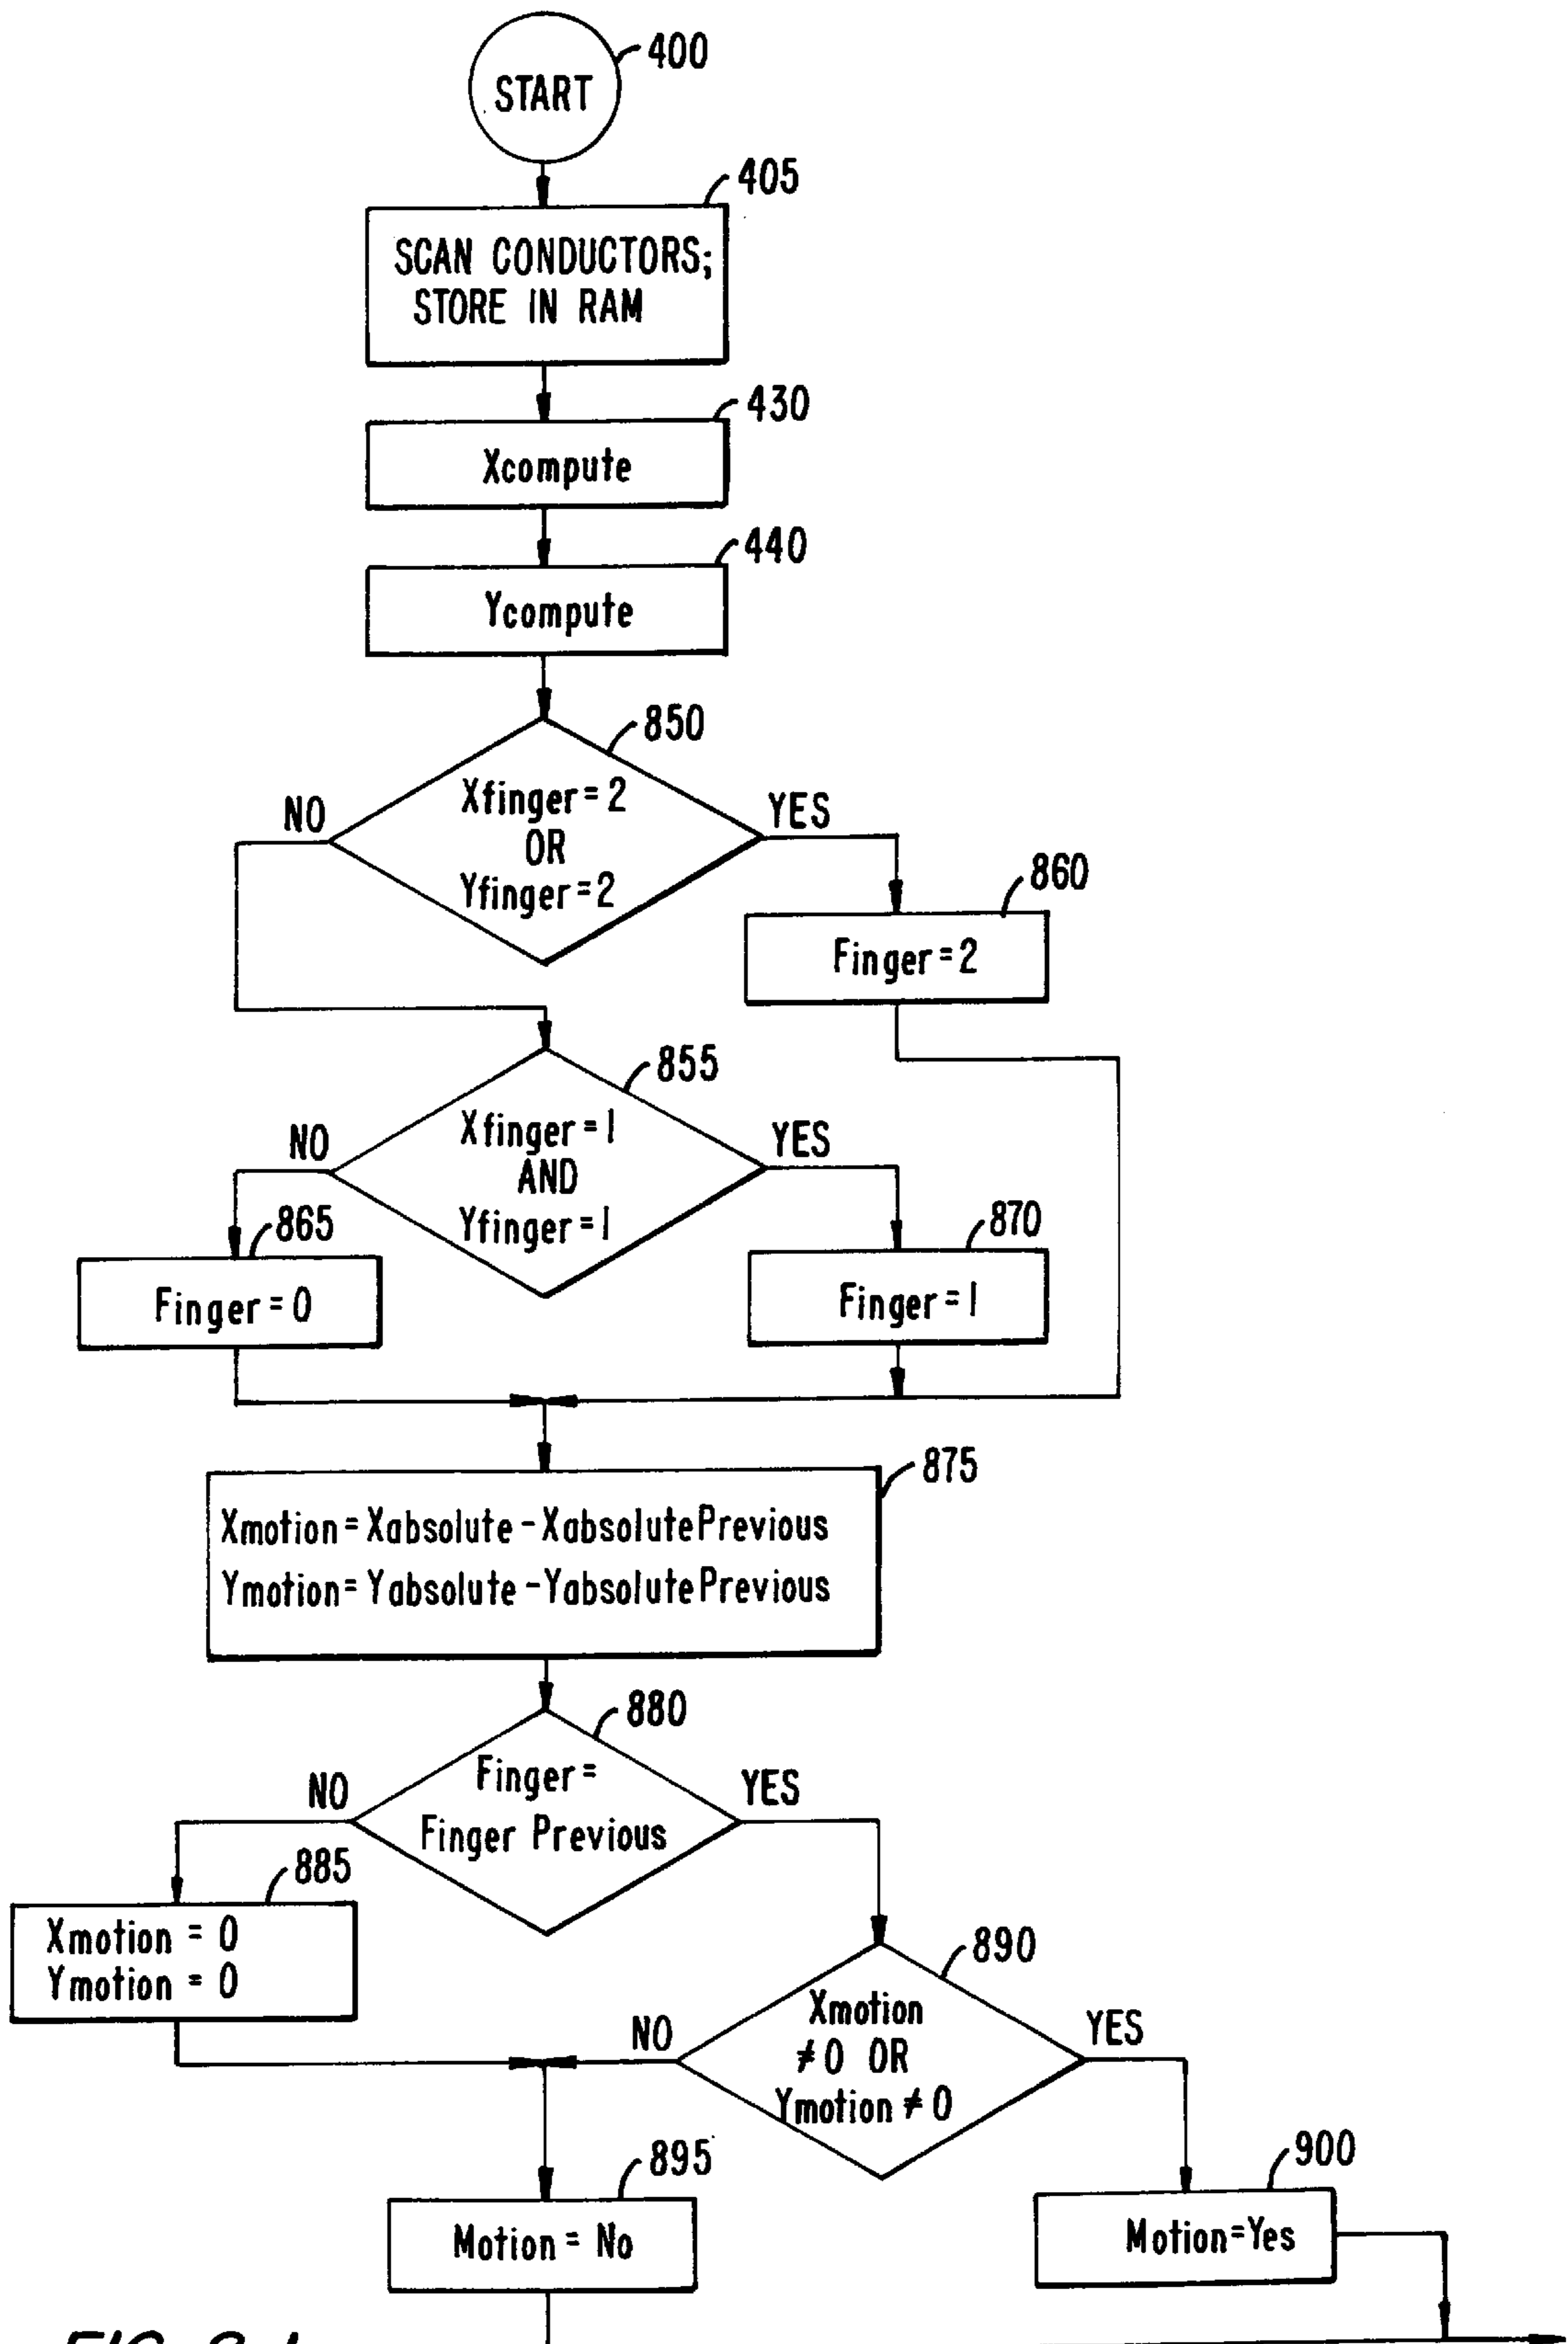 400
START
405
SCAN CONDUCTORS;
STORE IN RAM
430
Xcompute
440
Ycompute
850
NO
Xfinger=2
OR
Yfinger=2
YES
860
Finger=2
855
NO
Xfinger=1
AND
Yfinger=1
YES
865
Finger=0
870
Finger=1
875
Xmotion=Xabsolute-XabsolutePrevious
Ymotion=Yabsolute-YabsolutePrevious
880
NO
Finger=
Finger Previous
YES
885
Xmotion = 0
Ymotion = 0
890
NO
Xmotion
≠0 OR
Ymotion ≠ 0
YES
895
Motion = No
900
Motion=Yes